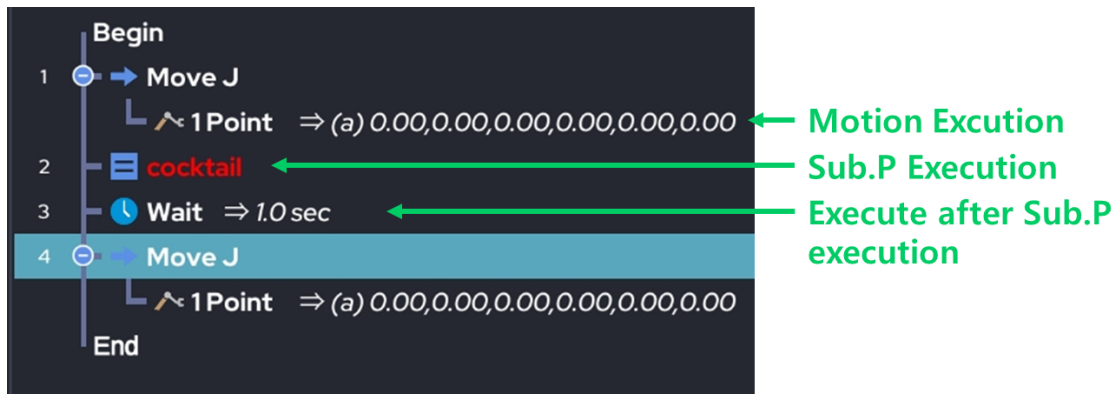 Begin
1 Move J
1 Point ⇒ (a) 0.00,0.00,0.00,0.00,0.00,0.00
Motion Excution
2 cocktail
Sub.P Execution
3 Wait ⇒ 1.0 sec
Execute after Sub.P
execution
4 Move J
1 Point ⇒ (a) 0.00,0.00,0.00,0.00,0.00,0.00
End